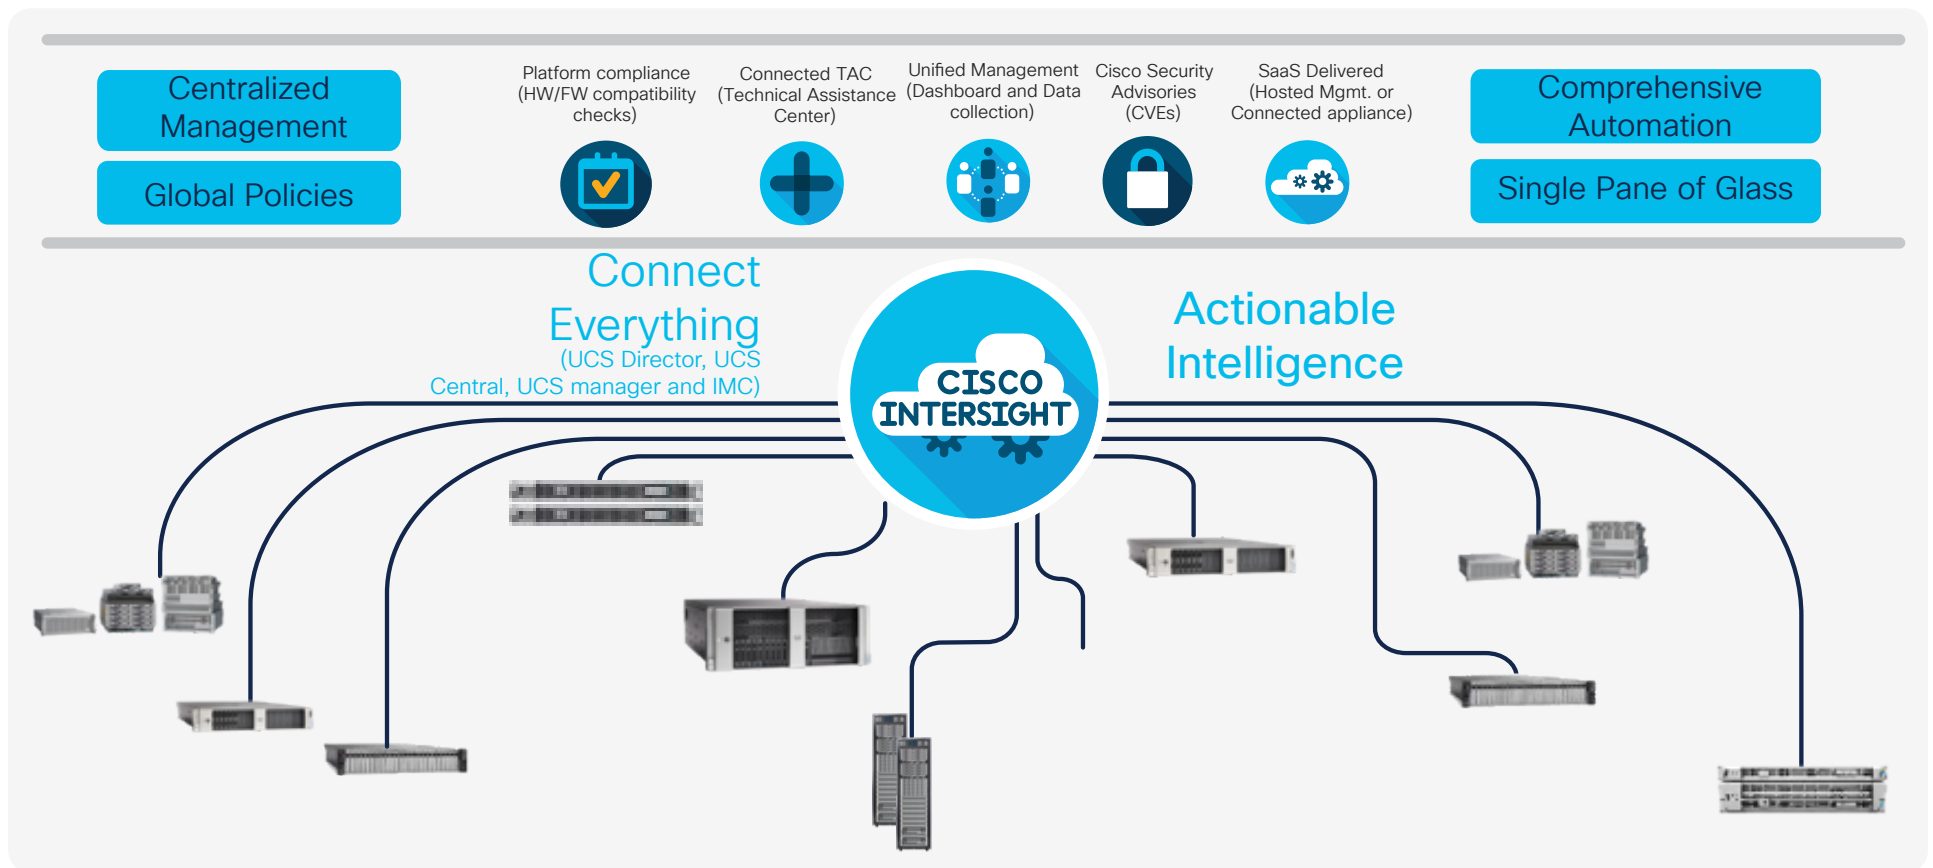 Centralized
Management
Global Policies
Platform compliance
(HW/FW compatibility
checks)
Connected TAC
(Technical Assistance
Center)
Unified Management
(Dashboard and Data
collection)
Cisco Security
Advisories
(CVEs)
SaaS Delivered
(Hosted Mgmt. or
Connected appliance)
Comprehensive
Automation
Single Pane of Glass
Connect
Everything
(UCS Director, UCS
Central, UCS manager and IMC)
CISCO
INTERSIGHT
Actionable
Intelligence